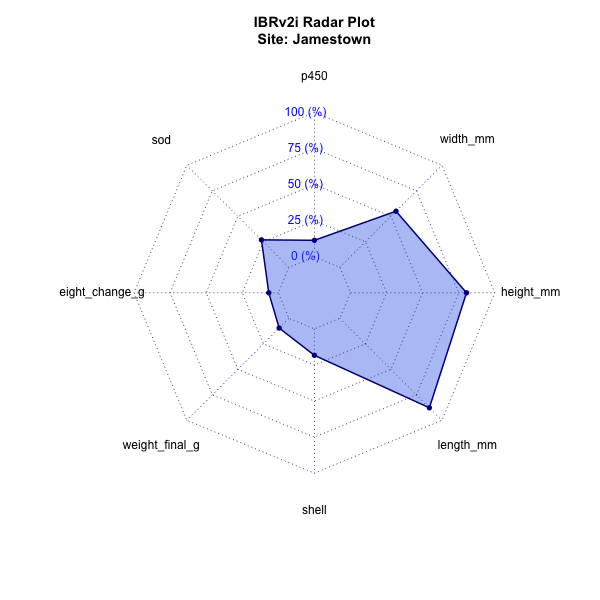 IBRv2i Radar Plot
Site: Jamestown
p450
100 (%)
sod
width_mm
75 (%)
50 (%)
25 (%)
0 (%)
eight_change_g
height_mm
weight_final_g
length_mm
shell